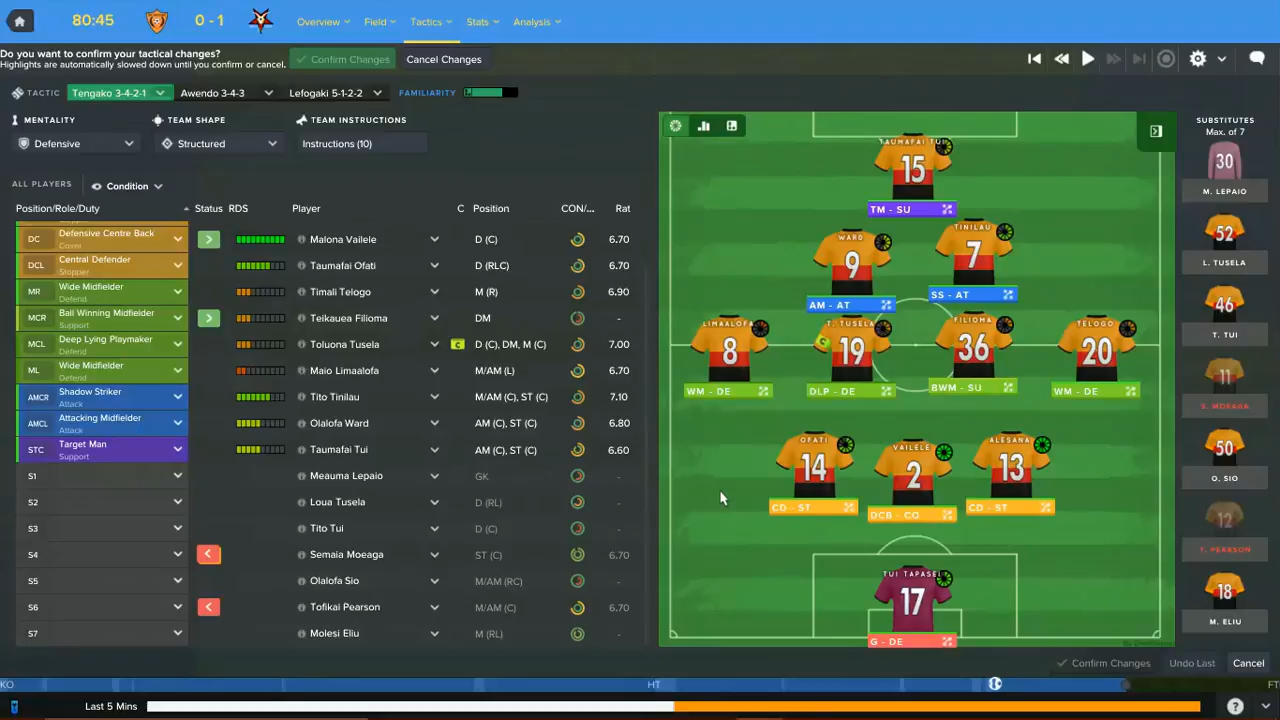 80:45
0 - 1
Overview
Field
Tactics
Stats
Analysis
Do you want to confirm your tactical changes?
Highlights are automatically slowed down until you confirm or cancel.
Confirm Changes
Cancel Changes
TACTIC
Tengako 3-4-2-1
Awendo 3-4-3
Lefogaki 5-1-2-2
FAMILIARITY
MENTALITY
TEAM SHAPE
TEAM INSTRUCTIONS
Defensive
Structured
Instructions (10)
ALL PLAYERS
Condition
Position/Role/Duty Status RDS Player C Position CON/... Rat
DC Defensive Centre Back Cover Malona Vailele D (C) 6.70
DCL Central Defender Stopper Taumafai Ofati D (RLC) 6.70
MR Wide Midfielder Defend Timali Telogo M (R) 6.90
MCR Ball Winning Midfielder Support Teikauea Filioma DM -
MCL Deep Lying Playmaker Defend Toluona Tusela C D (C), DM, M (C) 7.00
ML Wide Midfielder Defend Maio Limaalofa M/AM (L) 6.70
AMCR Shadow Striker Attack Tito Tinilau M/AM (C), ST (C) 7.10
AMCL Attacking Midfielder Attack Olalofa Ward AM (C), ST (C) 6.80
STC Target Man Support Taumafai Tui AM (C), ST (C) 6.60
S1 Meauma Lepaio GK -
S2 Loua Tusela D (RL) -
S3 Tito Tui D (C) -
S4 Semaia Moeaga ST (C) 6.70
S5 Olalofa Sio M/AM (RC) -
S6 Tofikai Pearson M/AM (C) 6.70
S7 Molesi Eliu M (RL) -
TAUMAFAI TUI
15
TM - SU
WARD
9
AM - AT
TINILAU
7
SS - AT
LIMAALOFA
8
WM - DE
T. TUSELA
19
DLP - DE
FILIOMA
36
BWM - SU
TELOGO
20
WM - DE
OFATI
14
CD - ST
VAILELE
2
DCB - CO
ALESANA
13
CD - ST
TUI TAPASEI
17
G - DE
SUBSTITUTES
Max. of 7
30
M. LEPAIO
52
L. TUSELA
46
T. TUI
11
S. MOEAGA
50
O. SIO
12
T. PEARSON
18
M. ELIU
Confirm Changes
Undo Last
Cancel
KO
HT
FT
Last 5 Mins
?